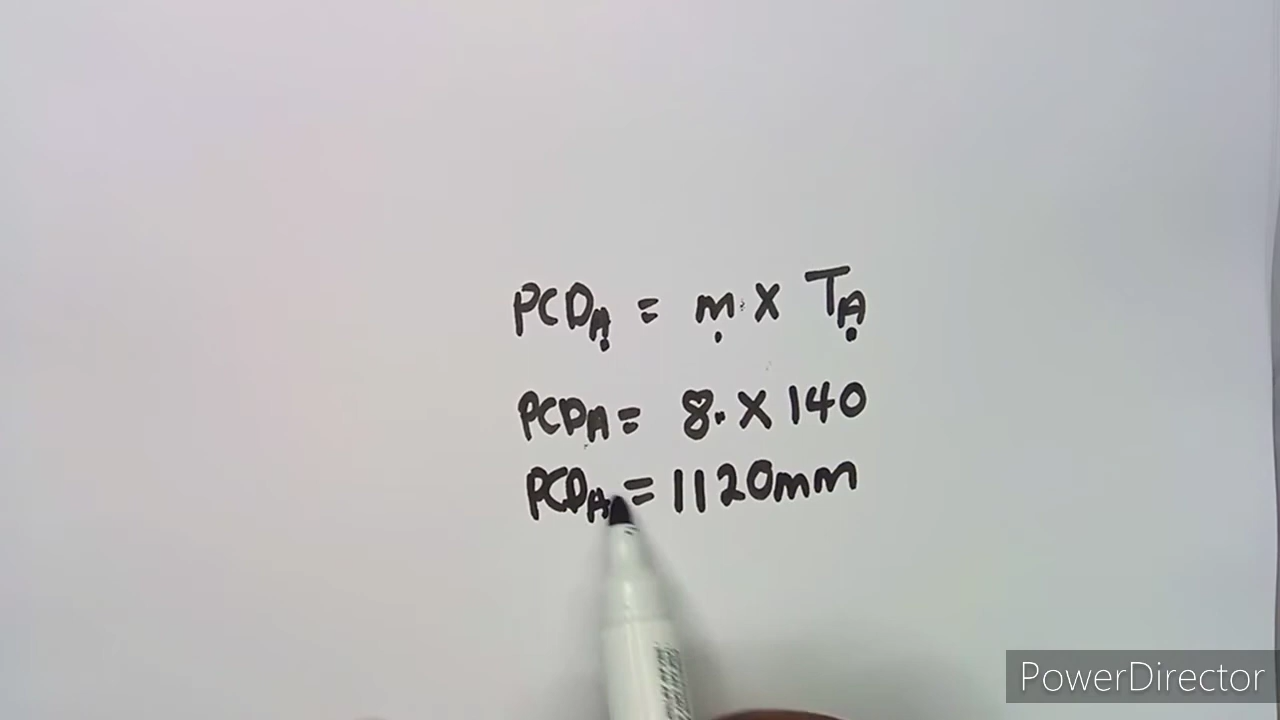 PCDA = m x TA
PCDA = 8 x 140
PCDA = 1120mm
PowerDirector